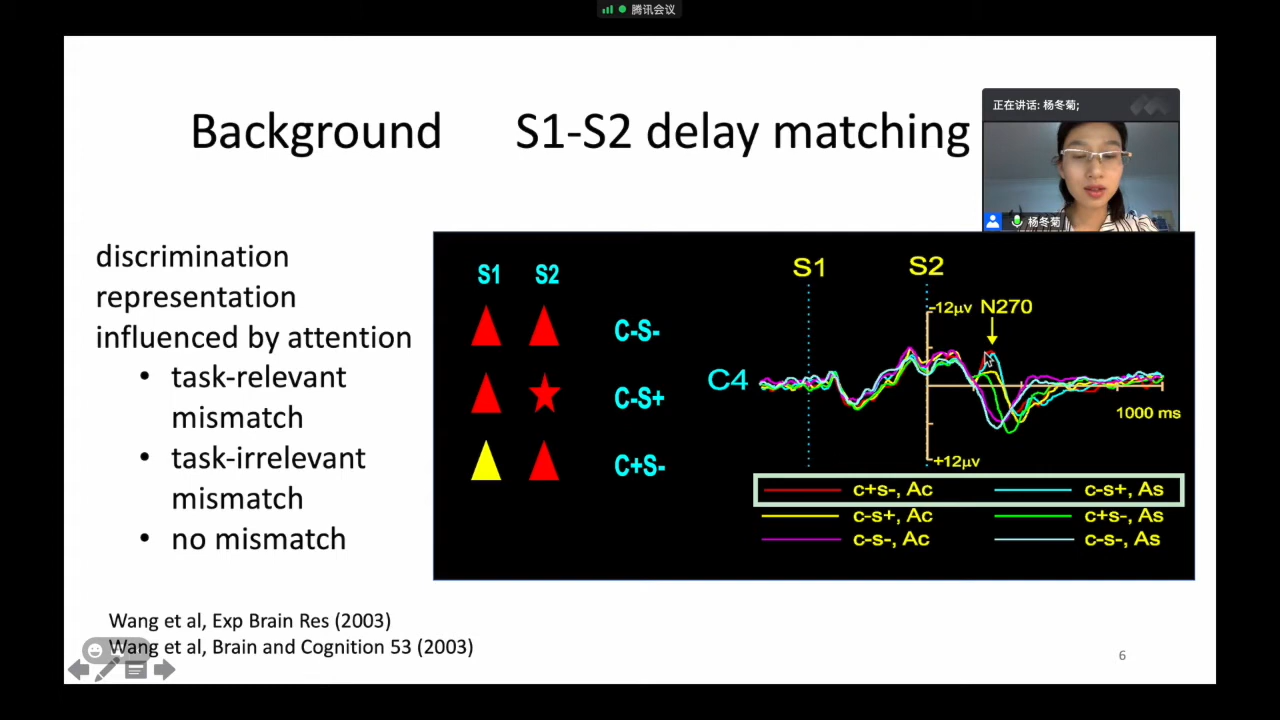 腾讯会议
Background S1-S2 delay matching
正在讲话: 杨冬菊;
杨冬菊
discrimination
representation
influenced by attention
• task-relevant
mismatch
• task-irrelevant
mismatch
• no mismatch
S1 S2
C-S-
C-S+
C+S-
S1 S2
-12μv N270
C4
1000 ms
+12μv
c+s-, Ac c-s+, As
c-s+, Ac c+s-, As
c-s-, Ac c-s-, As
Wang et al, Exp Brain Res (2003)
Wang et al, Brain and Cognition 53 (2003)
6